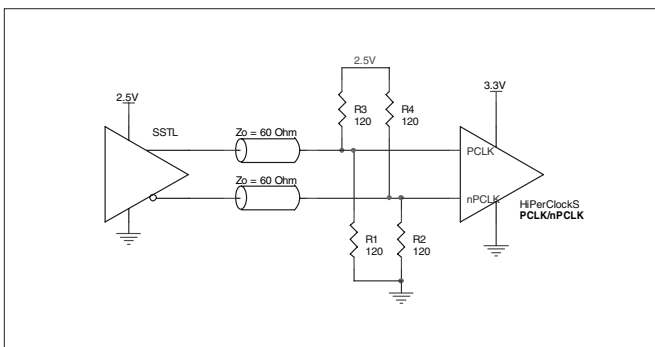 2.5V
3.3V
2.5V
R3
120
R4
120
SSTL
Zo = 60 Ohm
PCLK
Zo = 60 Ohm
nPCLK
HiPerClockS
PCLK/nPCLK
R1
120
R2
120